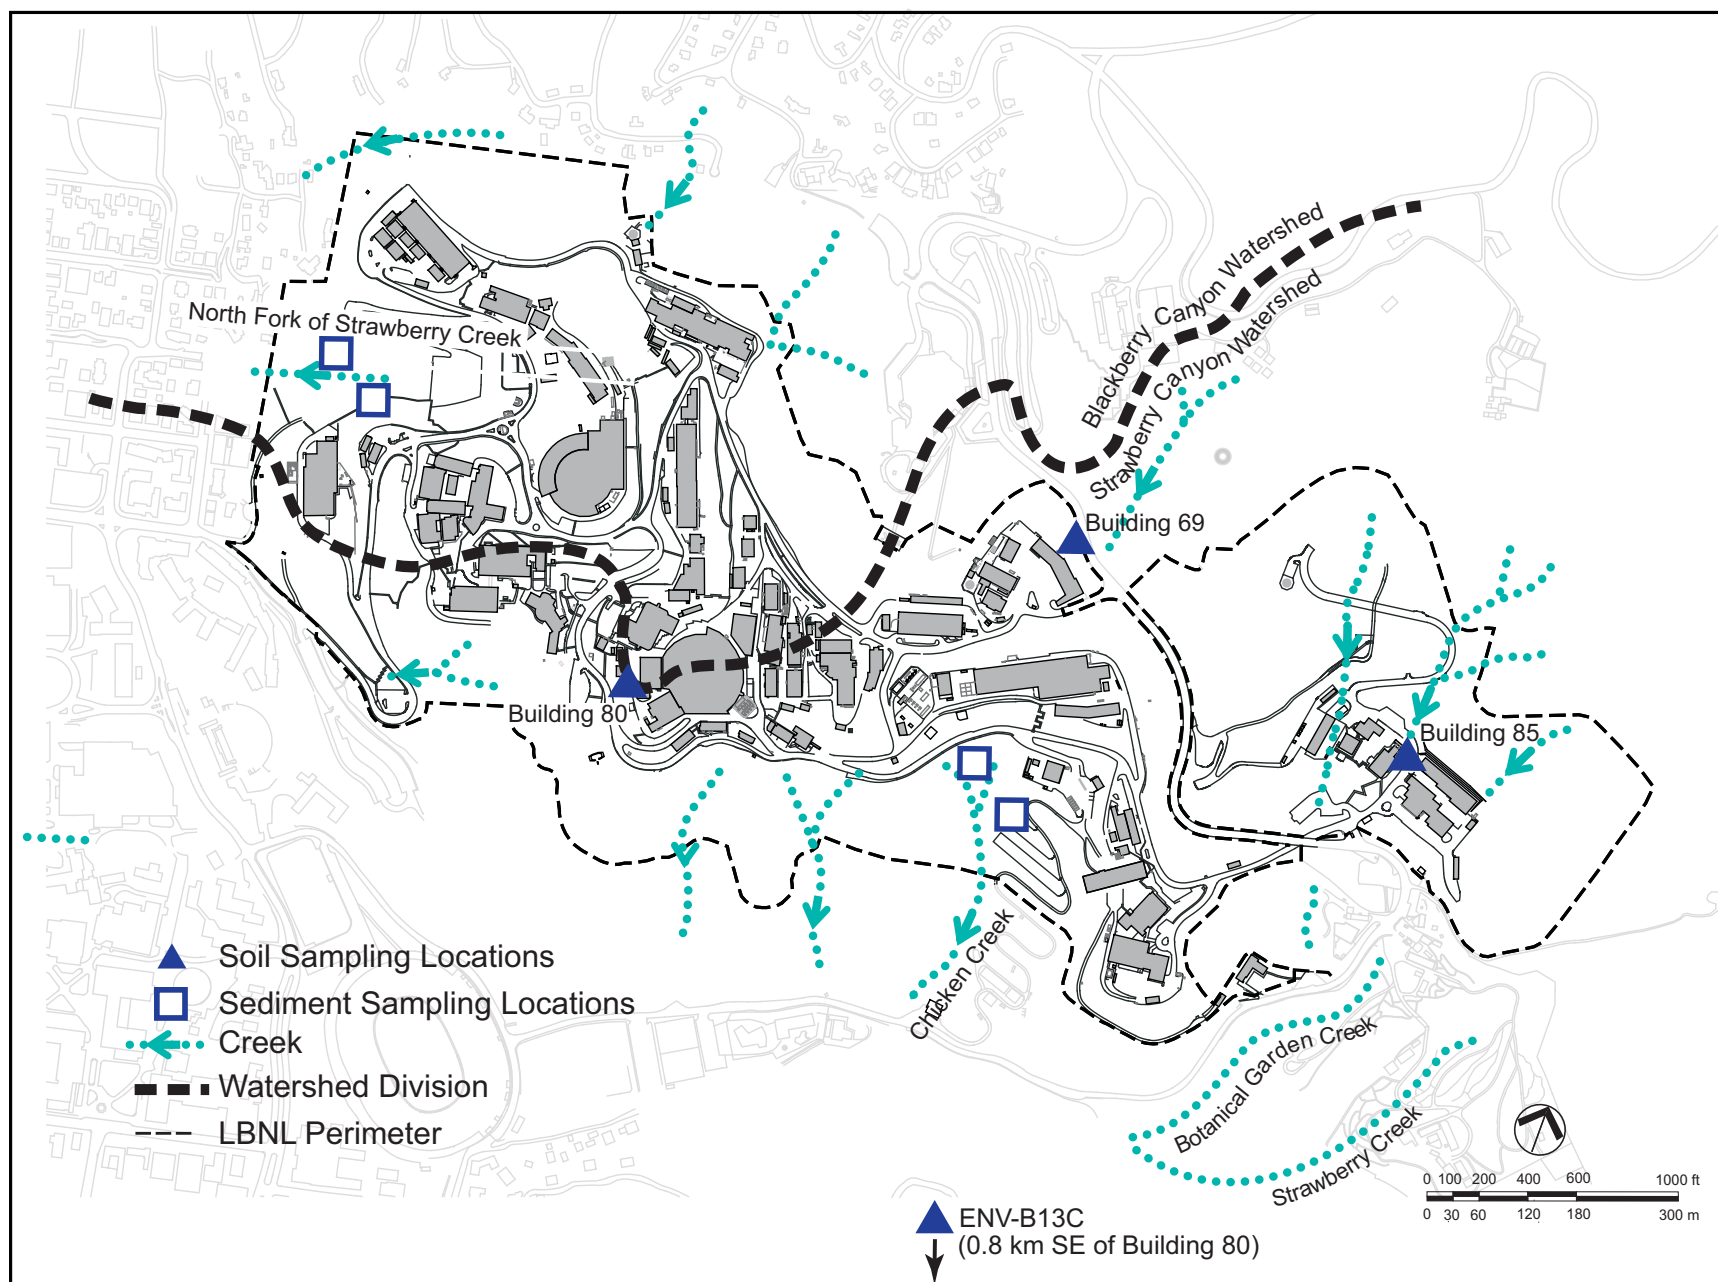 Blackberry Canyon Watershed
Strawberry Canyon Watershed
North Fork of Strawberry Creek
Building 69
Building 80
Building 85
Chicken Creek
Botanical Garden Creek
Strawberry Creek
Soil Sampling Locations
Sediment Sampling Locations
Creek
Watershed Division
LBNL Perimeter
0 100 200 400 600 1000 ft
0 30 60 120 180 300 m
ENV-B13C
(0.8 km SE of Building 80)